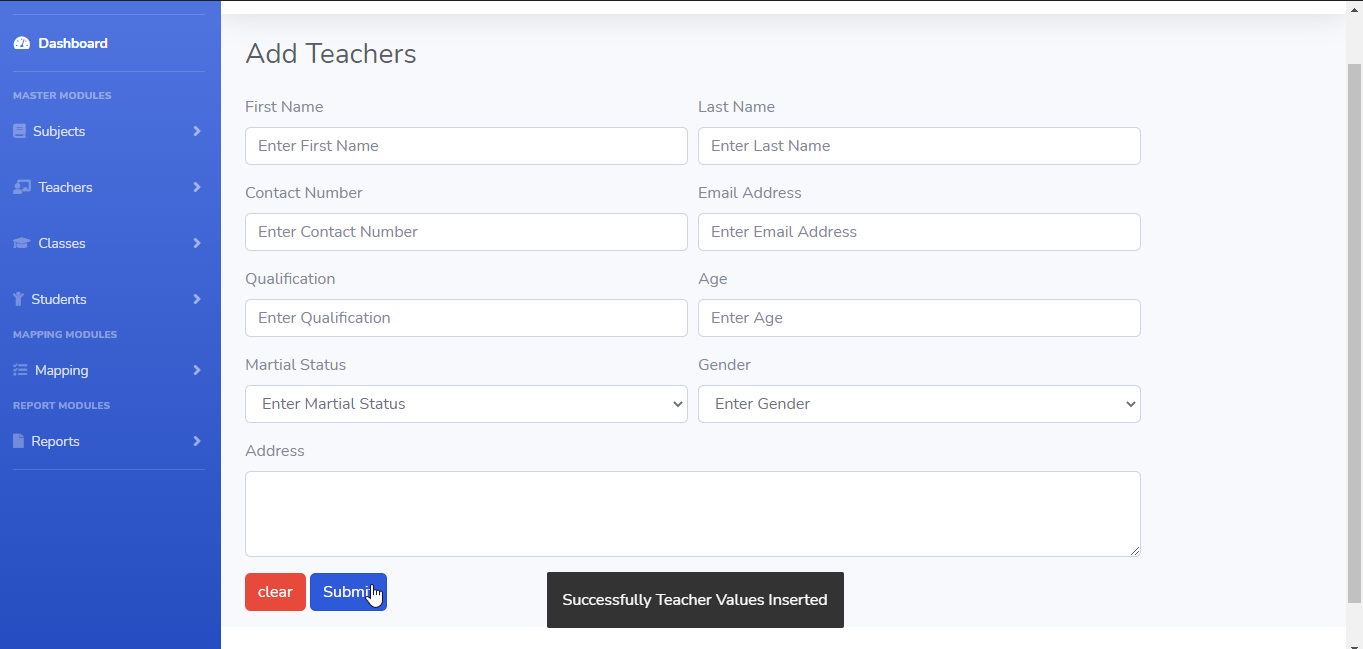 Dashboard
MASTER MODULES
Subjects
Teachers
Classes
Students
MAPPING MODULES
Mapping
REPORT MODULES
Reports
Add Teachers
First Name
Last Name
Enter First Name
Enter Last Name
Contact Number
Email Address
Enter Contact Number
Enter Email Address
Qualification
Age
Enter Qualification
Enter Age
Martial Status
Gender
Enter Martial Status
Enter Gender
Address
clear
Submit
Successfully Teacher Values Inserted